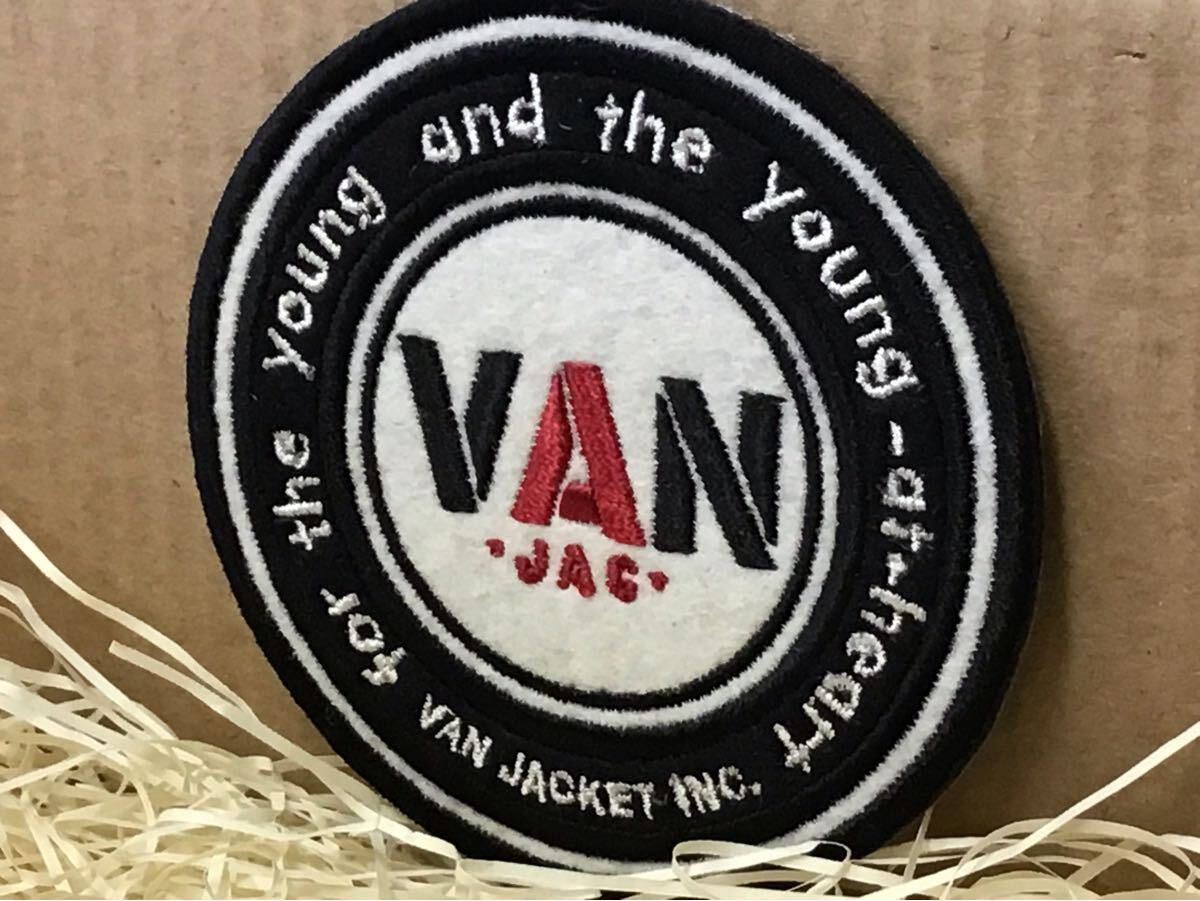 for the young and the young-at-heart
VAN
·JAC·
VAN JACKET INC.